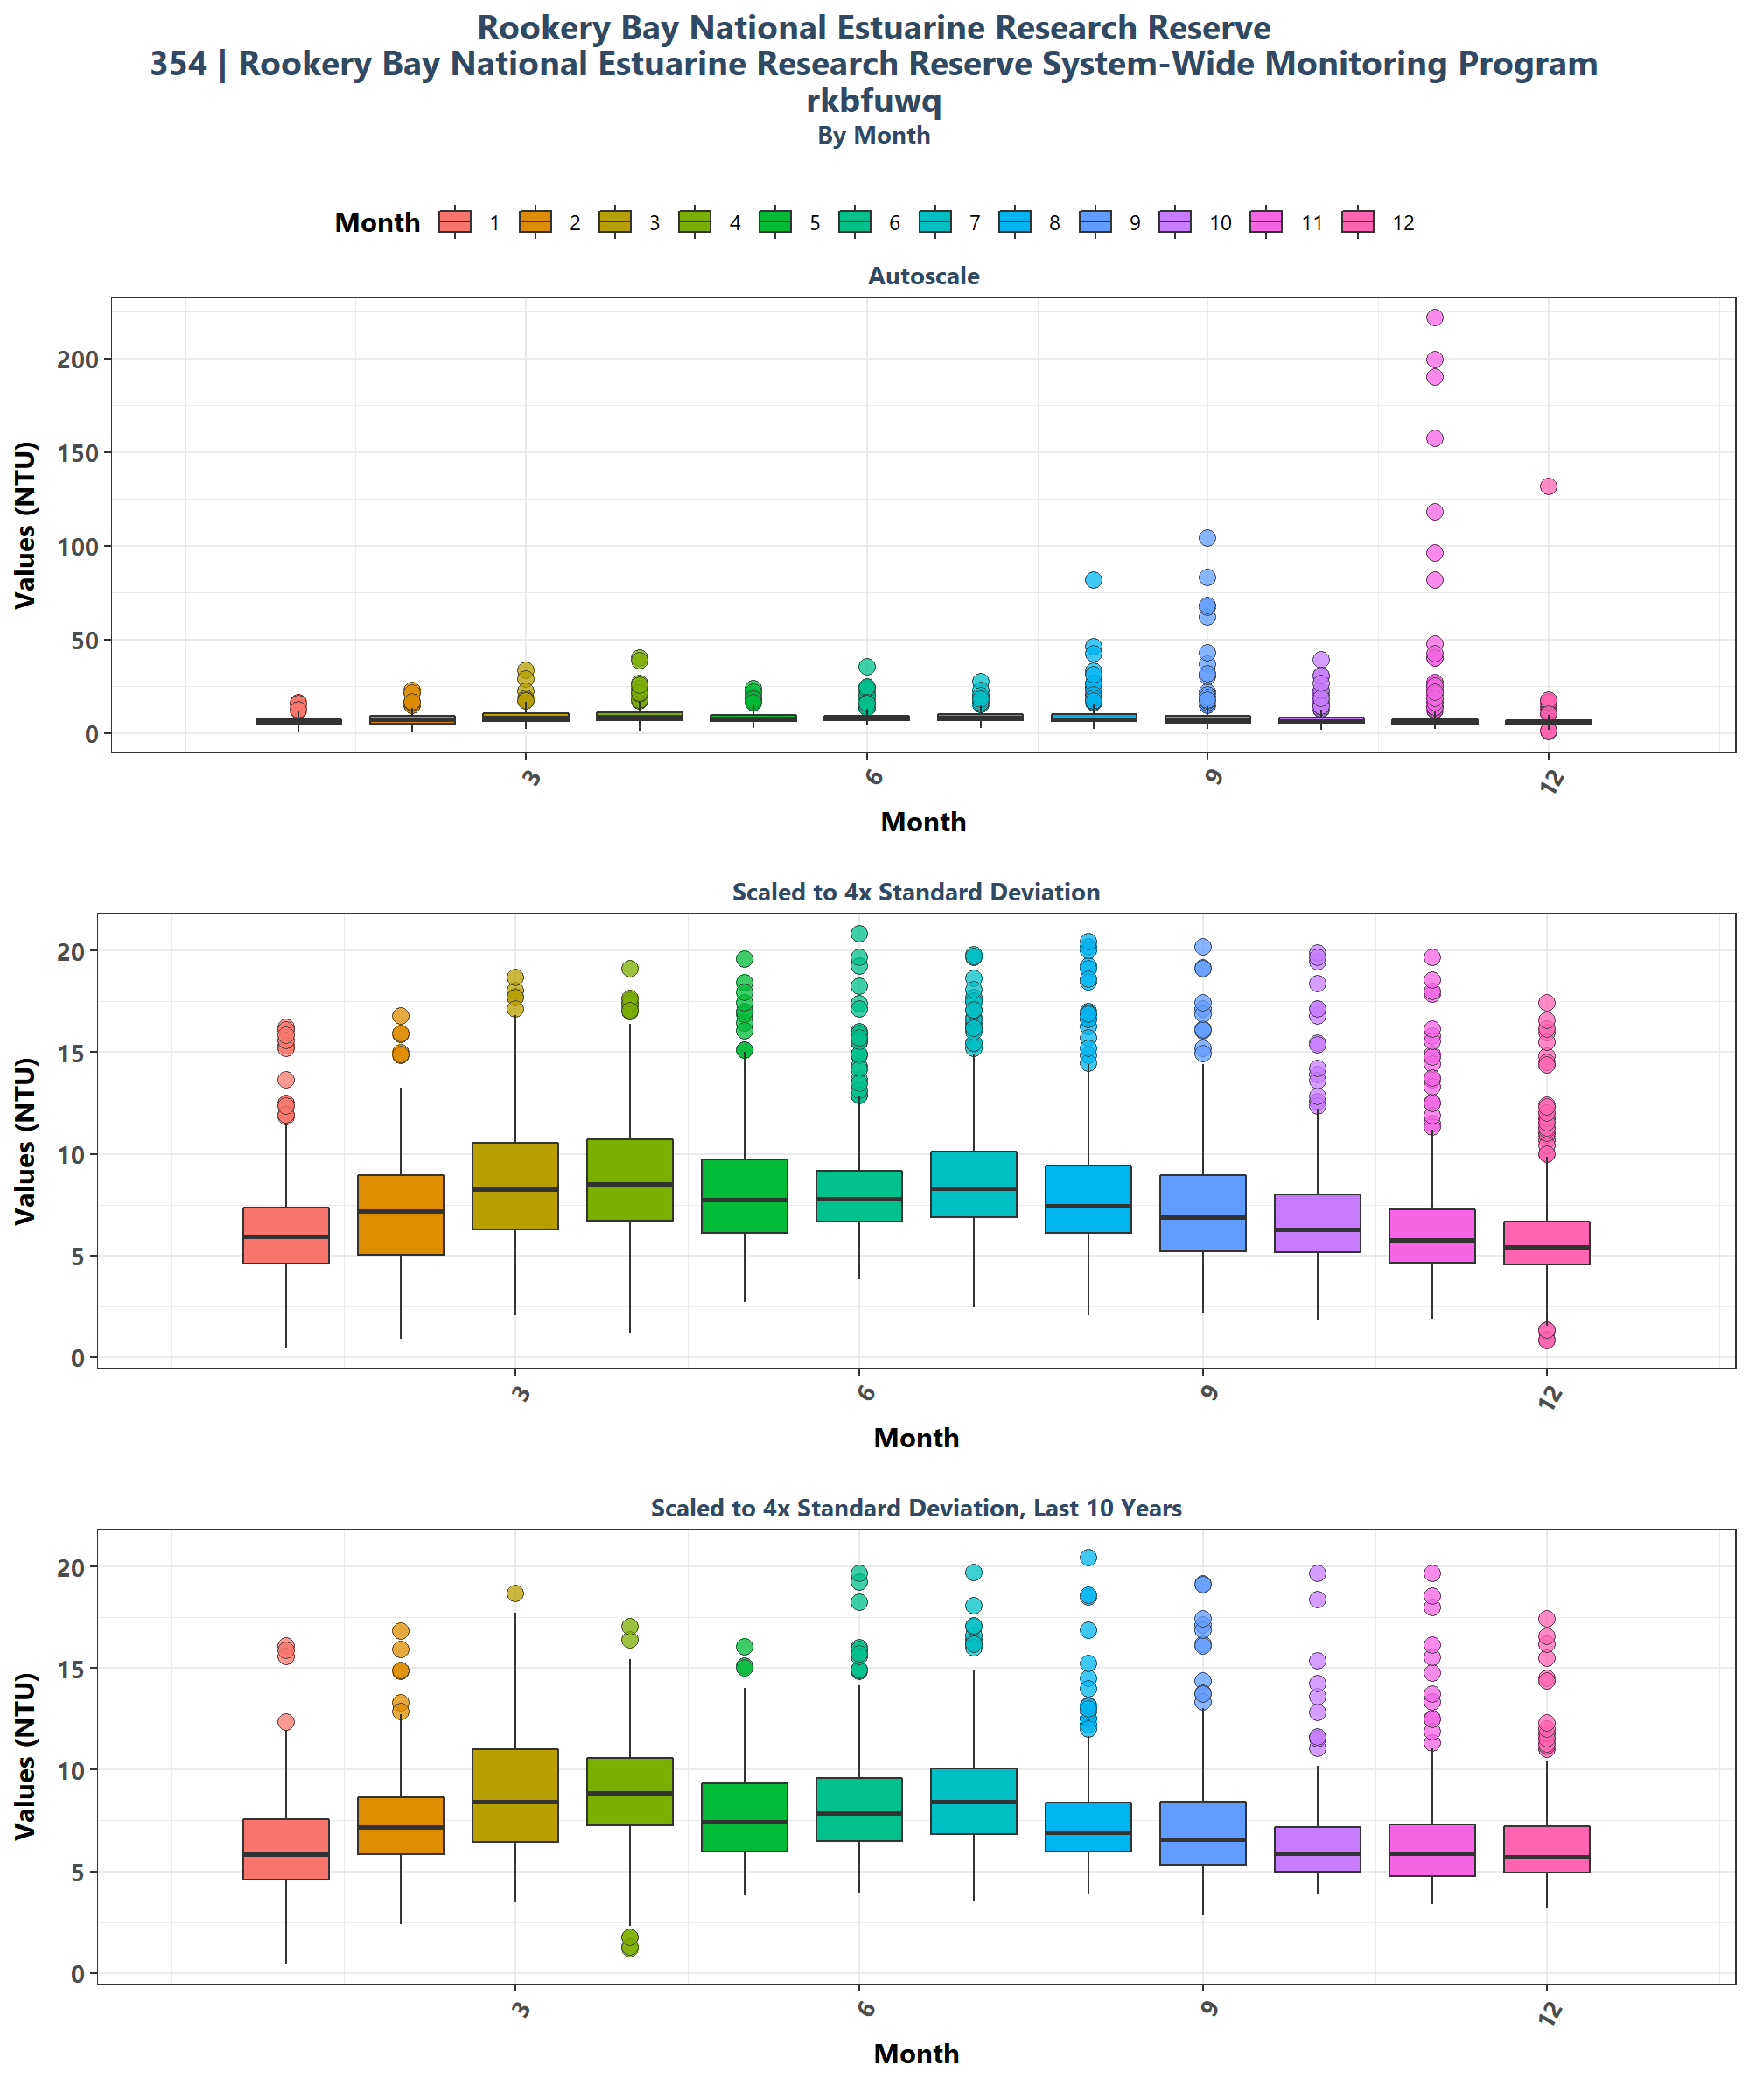 Rookery Bay National Estuarine Research Reserve
354 | Rookery Bay National Estuarine Research Reserve System-Wide Monitoring Program
rkbfuwq
By Month
Month 1 2 3 4 5 6 7 8 9 10 11 12
Autoscale
Values (NTU)
200
150
100
50
0
3 6 9 12
Month
Scaled to 4x Standard Deviation
Values (NTU)
20
15
10
5
0
3 6 9 12
Month
Scaled to 4x Standard Deviation, Last 10 Years
Values (NTU)
20
15
10
5
0
3 6 9 12
Month